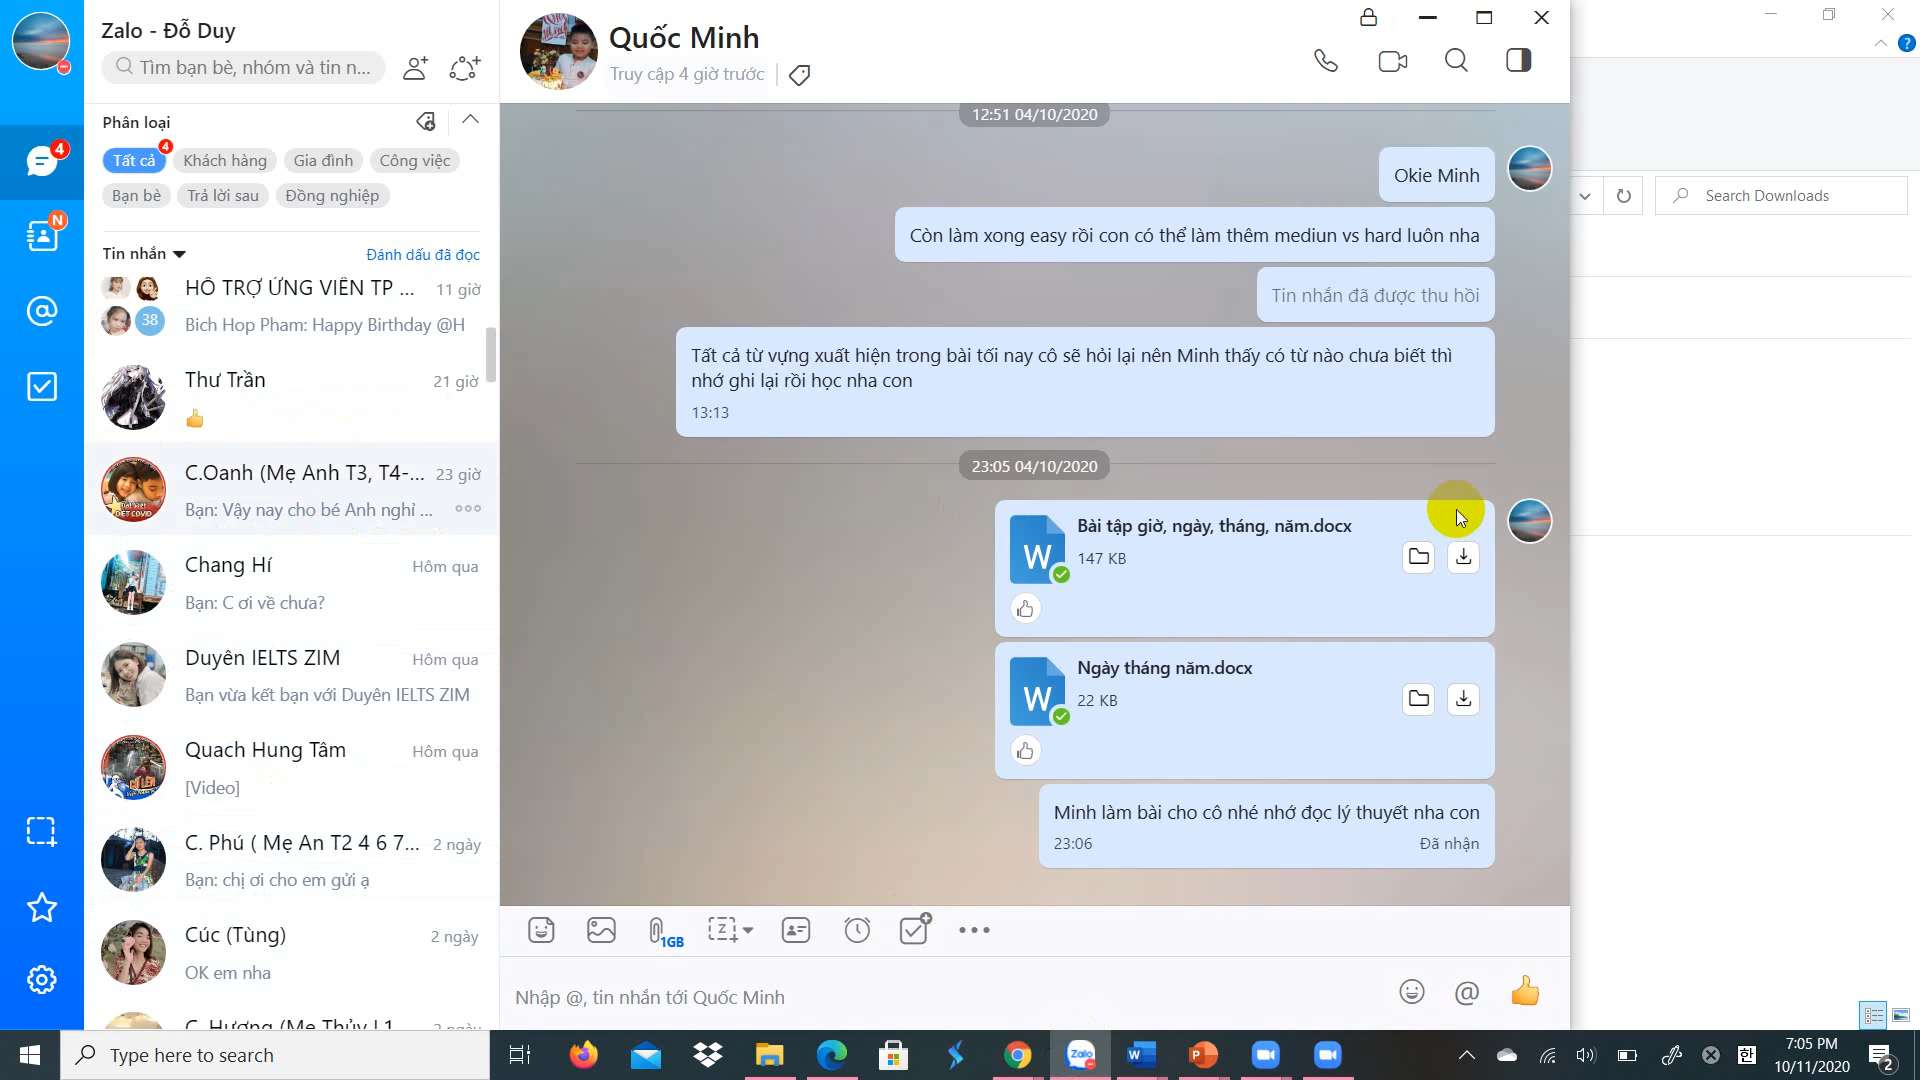 Zalo - Đỗ Duy
Tìm bạn bè, nhóm và tin n...
Phân loại
Tất cả
4
Khách hàng
Gia đình
Công việc
Bạn bè
Trả lời sau
Đồng nghiệp
Tin nhắn
Đánh dấu đã đọc
4
N
@
HỖ TRỢ ỨNG VIÊN TP ...
11 giờ
38
Bich Hop Pham: Happy Birthday @H
Thư Trần
21 giờ
C.Oanh (Mẹ Anh T3, T4-...
23 giờ
Bạn: Vậy nay cho bé Anh nghỉ ...
Chang Hí
Hôm qua
Bạn: C ơi về chưa?
Duyên IELTS ZIM
Hôm qua
Bạn vừa kết bạn với Duyên IELTS ZIM
Quach Hung Tâm
Hôm qua
[Video]
C. Phú ( Mẹ An T2 4 6 7...
2 ngày
Bạn: chị ơi cho em gửi ạ
Cúc (Tùng)
2 ngày
OK em nha
C. Hương (Mẹ Thủy L1
2 ngày
Quốc Minh
Truy cập 4 giờ trước
12:51 04/10/2020
Okie Minh
Còn làm xong easy rồi con có thể làm thêm mediun vs hard luôn nha
Tin nhắn đã được thu hồi
Tất cả từ vựng xuất hiện trong bài tối nay cô sẽ hỏi lại nên Minh thấy có từ nào chưa biết thì
nhớ ghi lại rồi học nha con
13:13
23:05 04/10/2020
W
Bài tập giờ, ngày, tháng, năm.docx
147 KB
W
Ngày tháng năm.docx
22 KB
Minh làm bài cho cô nhé nhớ đọc lý thuyết nha con
23:06
Đã nhận
1GB
Z
Nhập @, tin nhắn tới Quốc Minh
@
?
Search Downloads
Type here to search
Zalo
W
P
한
7:05 PM
10/11/2020
2